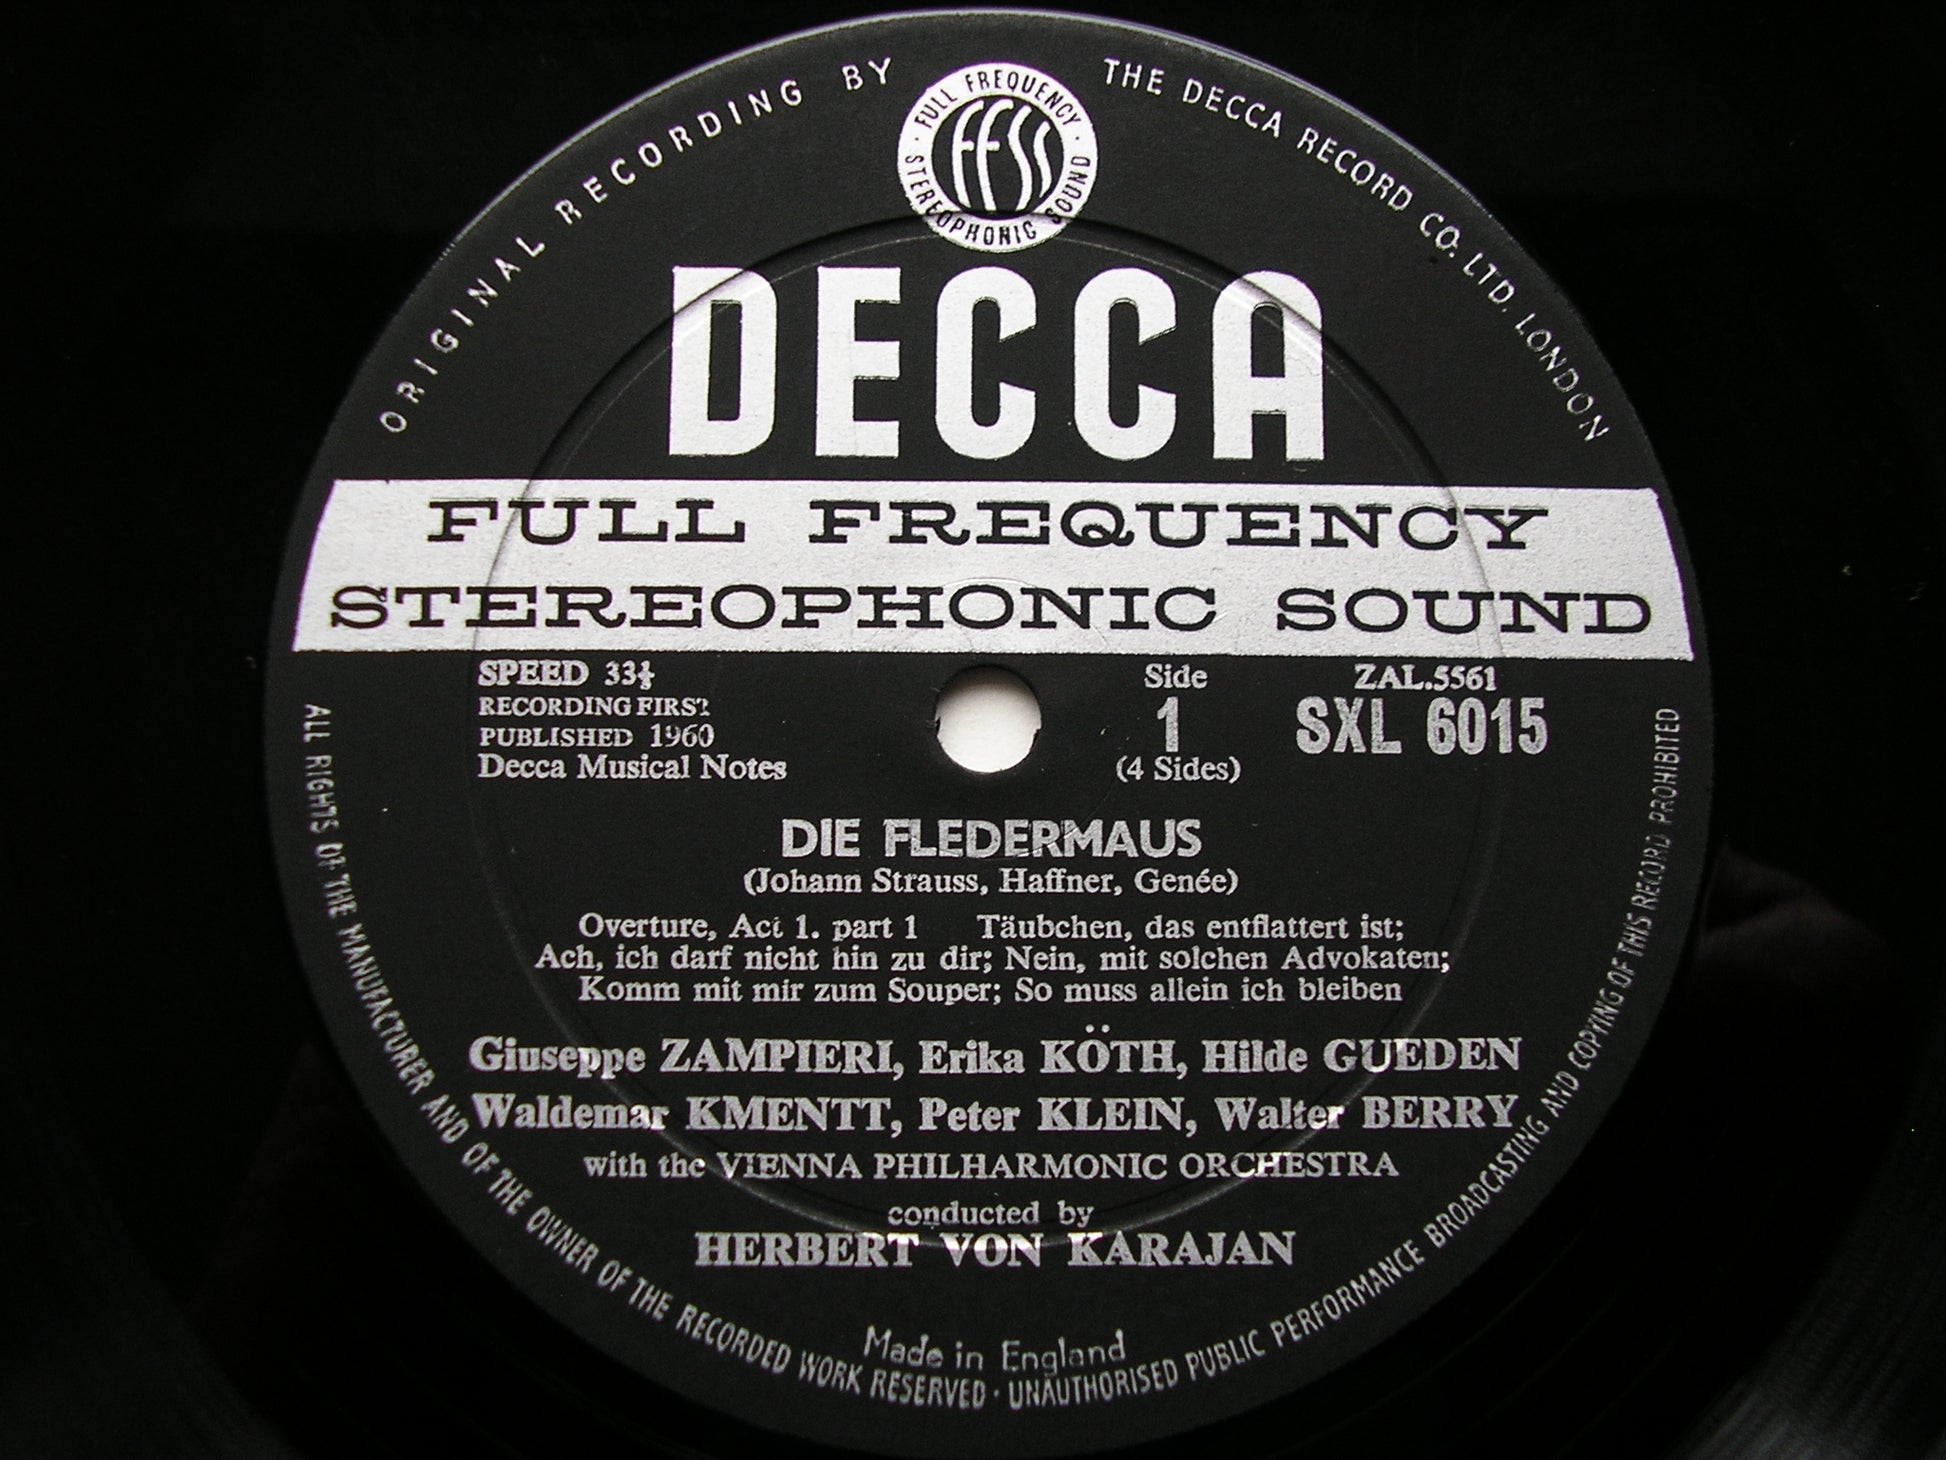 ORIGINAL RECORDING BY
THE DECCA RECORD CO. LTD. LONDON
FULL FREQUENCY
FFSS
STEREOPHONIC SOUND
DECCA
FULL FREQUENCY
STEREOPHONIC SOUND
SPEED 33⅓
RECORDING FIRST
PUBLISHED 1960
Decca Musical Notes
Side
1
(4 Sides)
ZAL.5561
SXL 6015
DIE FLEDERMAUS
(Johann Strauss, Haffner, Genée)
Overture, Act 1. part 1 Täubchen, das entflattert ist;
Ach, ich darf nicht hin zu dir; Nein, mit solchen Advokaten;
Komm mit mir zum Souper; So muss allein ich bleiben
Giuseppe ZAMPIERI, Erika KÖTH, Hilde GUEDEN
Waldemar KMENTT, Peter KLEIN, Walter BERRY
with the VIENNA PHILHARMONIC ORCHESTRA
conducted by
HERBERT VON KARAJAN
Made in England
ALL RIGHTS OF THE MANUFACTURER AND OF THE OWNER OF THE RECORDED WORK RESERVED · UNAUTHORISED PUBLIC PERFORMANCE BROADCASTING AND COPYING OF THIS RECORD PROHIBITED